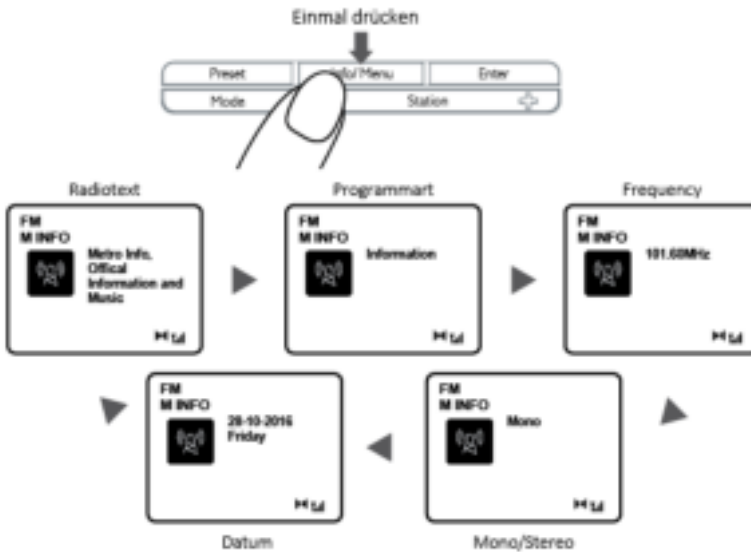 Einmal drücken
Preset
Info/Menu
Enter
Mode
Station
Radiotext
Programmart
Frequency
FM
M INFO
Metro Info,
Offical
Information and
Music
FM
M INFO
Information
FM
M INFO
101.60MHz
FM
M INFO
28-10-2016
Friday
FM
M INFO
Mono
Datum
Mono/Stereo